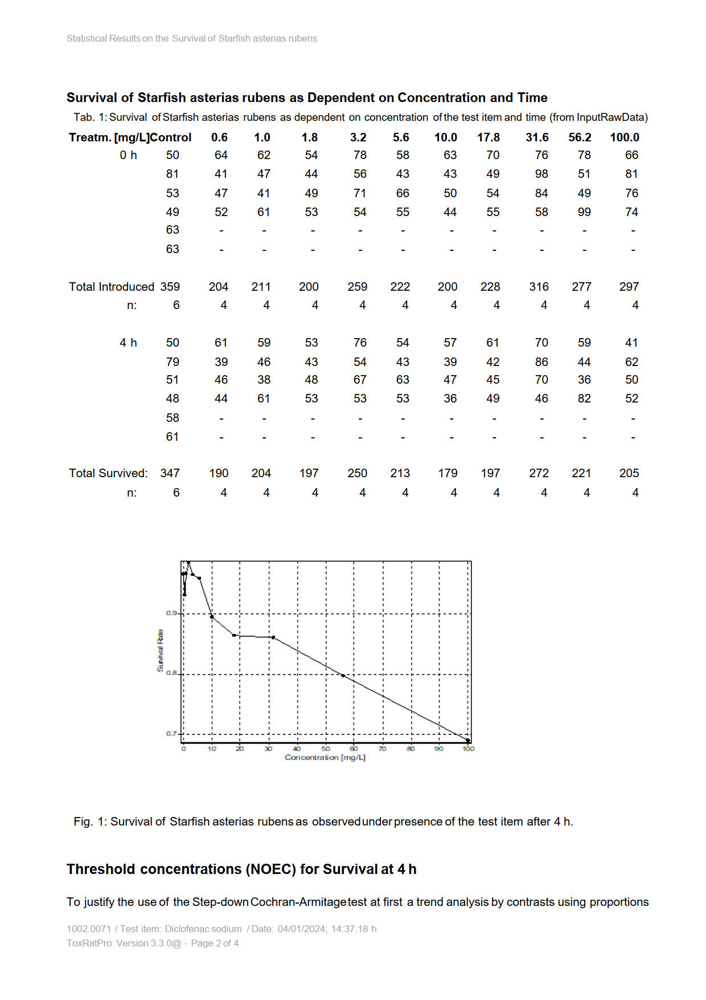 Statistical Results on the Survival of Starfish asterias rubens
Survival of Starfish asterias rubens as Dependent on Concentration and Time
Tab. 1: Survival of Starfish asterias rubens as dependent on concentration of the test item and time (from InputRawData)
Treatm. [mg/L] Control 0.6 1.0 1.8 3.2 5.6 10.0 17.8 31.6 56.2 100.0
0 h 50 64 62 54 78 58 63 70 76 78 66
81 41 47 44 56 43 43 49 98 51 81
53 47 41 49 71 66 50 54 84 49 76
49 52 61 53 54 55 44 55 58 99 74
63 - - - - - - - - - -
63 - - - - - - - - - -
Total Introduced 359 204 211 200 259 222 200 228 316 277 297
n: 6 4 4 4 4 4 4 4 4 4 4
4 h 50 61 59 53 76 54 57 61 70 59 41
79 39 46 43 54 43 39 42 86 44 62
51 46 38 48 67 63 47 45 70 36 50
48 44 61 53 53 53 36 49 46 82 52
58 - - - - - - - - - -
61 - - - - - - - - - -
Total Survived: 347 190 204 197 250 213 179 197 272 221 205
n: 6 4 4 4 4 4 4 4 4 4 4
0.9
Survival Rate
0.8
0.7
0 10 20 30 40 50 60 70 80 90 100
Concentration [mg/L]
Fig. 1: Survival of Starfish asterias rubens as observed under presence of the test item after 4 h.
Threshold concentrations (NOEC) for Survival at 4 h
To justify the use of the Step-down Cochran-Armitage test at first a trend analysis by contrasts using proportions
1002.0071 / Test item: Diclofenac sodium / Date: 04/01/2024; 14:37:18 h
ToxRatPro Version 3.3.0@ - Page 2 of 4